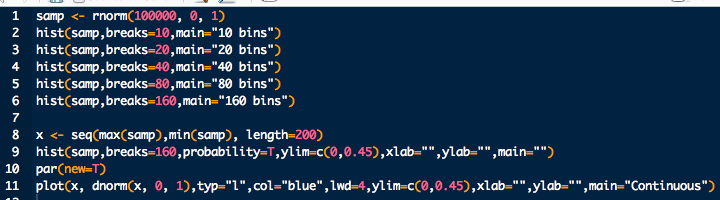 1 samp <- rnorm(100000, 0, 1)
2 hist(samp,breaks=10,main="10 bins")
3 hist(samp,breaks=20,main="20 bins")
4 hist(samp,breaks=40,main="40 bins")
5 hist(samp,breaks=80,main="80 bins")
6 hist(samp,breaks=160,main="160 bins")
7
8 x <- seq(max(samp),min(samp), length=200)
9 hist(samp,breaks=160,probability=T,ylim=c(0,0.45),xlab="",ylab="",main="")
10 par(new=T)
11 plot(x, dnorm(x, 0, 1),typ="l",col="blue",lwd=4,ylim=c(0,0.45),xlab="",ylab="",main="Continuous")